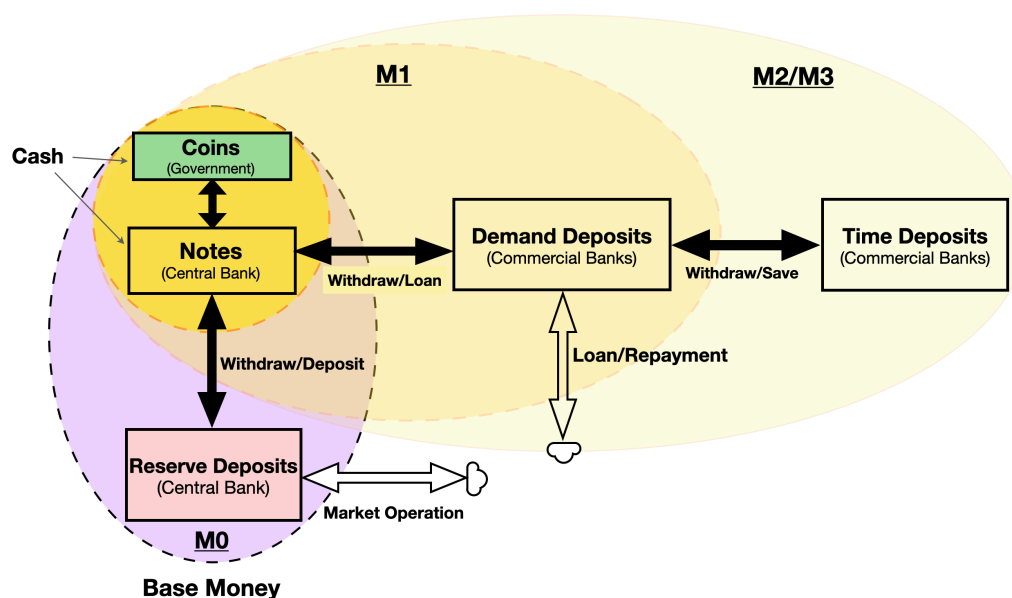 M1
M2/M3
Cash
Coins
(Government)
Notes
(Central Bank)
Withdraw/Loan
Demand Deposits
(Commercial Banks)
Withdraw/Save
Time Deposits
(Commercial Banks)
Withdraw/Deposit
Loan/Repayment
Reserve Deposits
(Central Bank)
Market Operation
M0
Base Money